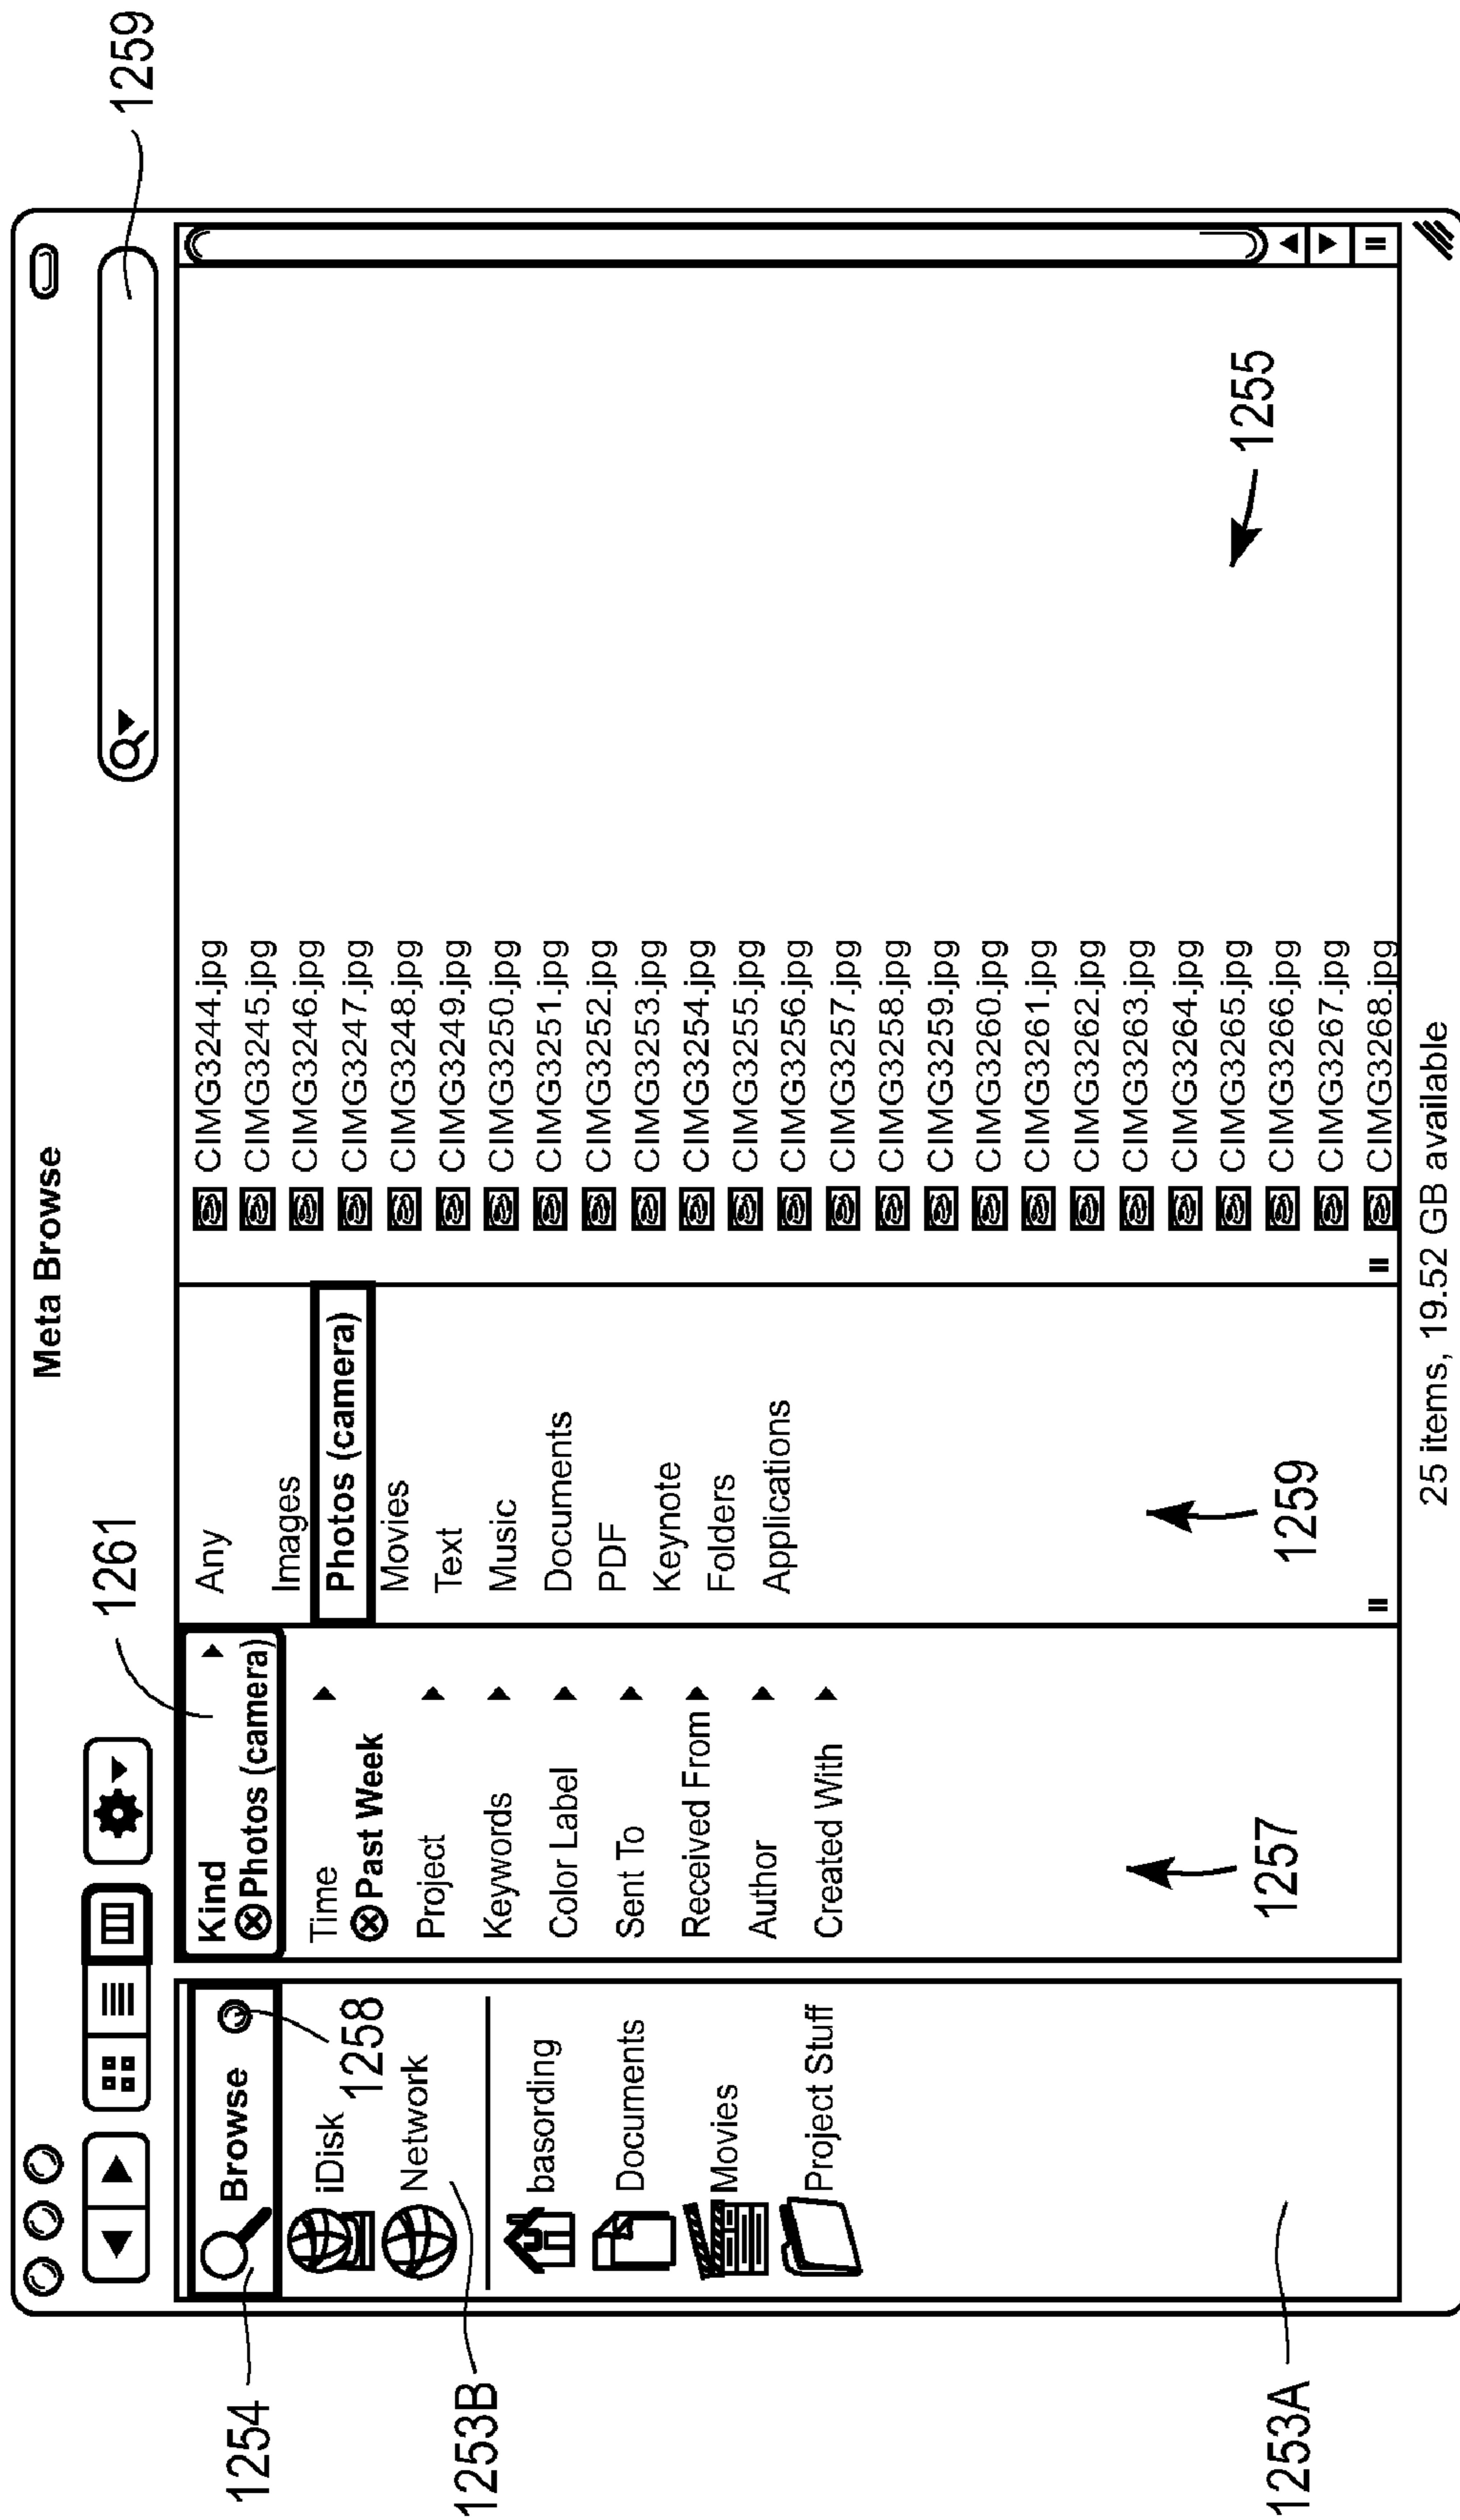 Meta Browse
1261
1259
1254
1253B
1253A
Browse
1258
iDisk
Network
basording
Documents
Movies
Project Stuff
Kind
Photos (camera)
Time
Past Week
Project
Keywords
Color Label
Sent To
Received From
Author
Created With
1257
Any
Images
Photos (camera)
Movies
Text
Music
Documents
PDF
Keynote
Folders
Applications
1259
CIMG3244.jpg
CIMG3245.jpg
CIMG3246.jpg
CIMG3247.jpg
CIMG3248.jpg
CIMG3249.jpg
CIMG3250.jpg
CIMG3251.jpg
CIMG3252.jpg
CIMG3253.jpg
CIMG3254.jpg
CIMG3255.jpg
CIMG3256.jpg
CIMG3257.jpg
CIMG3258.jpg
CIMG3259.jpg
CIMG3260.jpg
CIMG3261.jpg
CIMG3262.jpg
CIMG3263.jpg
CIMG3264.jpg
CIMG3265.jpg
CIMG3266.jpg
CIMG3267.jpg
CIMG3268.jpg
1255
25 items, 19.52 GB available